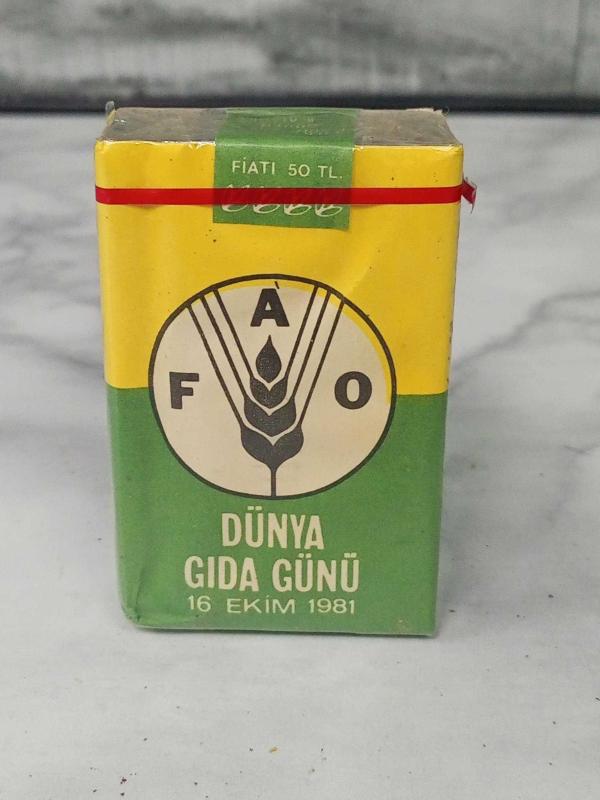 FİATI 50 TL.
F A O
DÜNYA
GIDA GÜNÜ
16 EKİM 1981